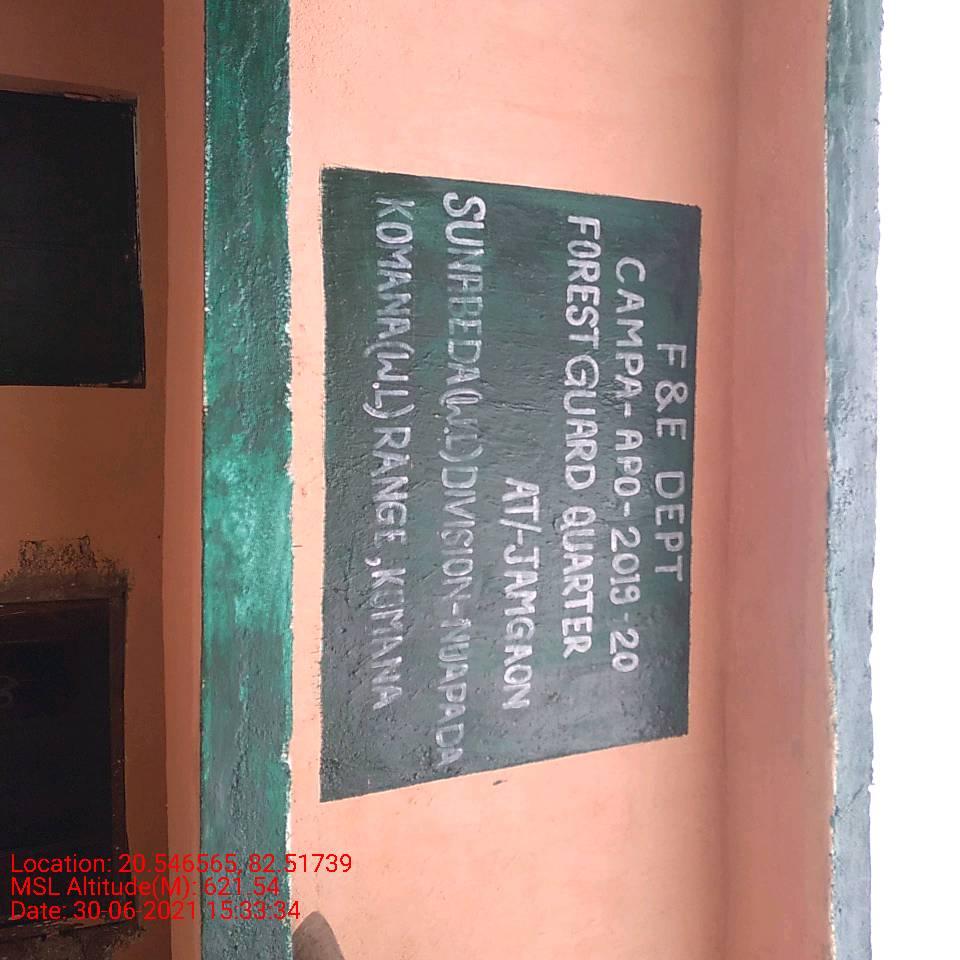 F&E DEPT
CAMPA-APO-2019-20
FOREST GUARD QUARTER
AT/-JAMGAON
SUNABEDA(W.L)DIVISION-NUAPADA
KOMANA(W.L)RANGE,KOMANA
Location: 20.546565, 82.51739
MSL Altitude(M): 621.54
Date: 30-06-2021 15:33:34